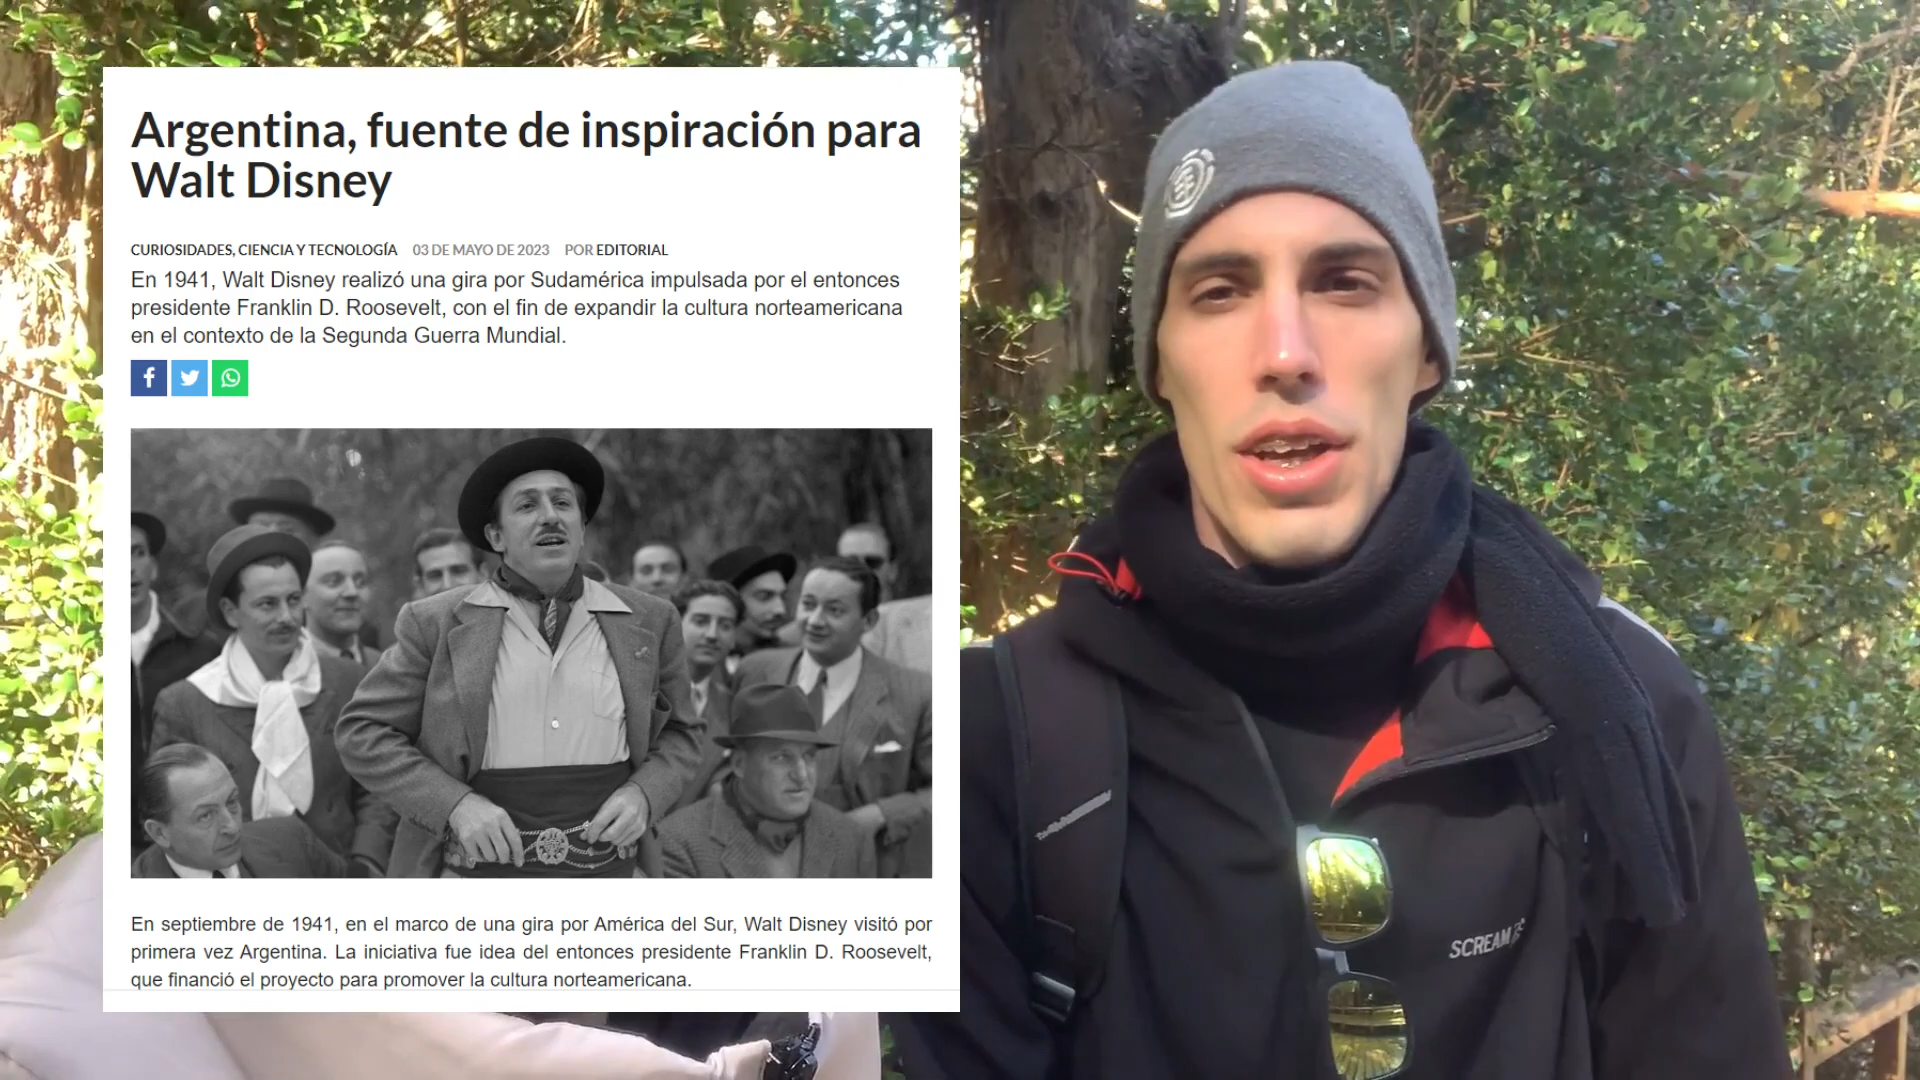 Argentina, fuente de inspiración para
Walt Disney
CURIOSIDADES, CIENCIA Y TECNOLOGÍA 03 DE MAYO DE 2023 POR EDITORIAL
En 1941, Walt Disney realizó una gira por Sudamérica impulsada por el entonces
presidente Franklin D. Roosevelt, con el fin de expandir la cultura norteamericana
en el contexto de la Segunda Guerra Mundial.
En septiembre de 1941, en el marco de una gira por América del Sur, Walt Disney visitó por
primera vez Argentina. La iniciativa fue idea del entonces presidente Franklin D. Roosevelt,
que financió el proyecto para promover la cultura norteamericana.
SCREAM